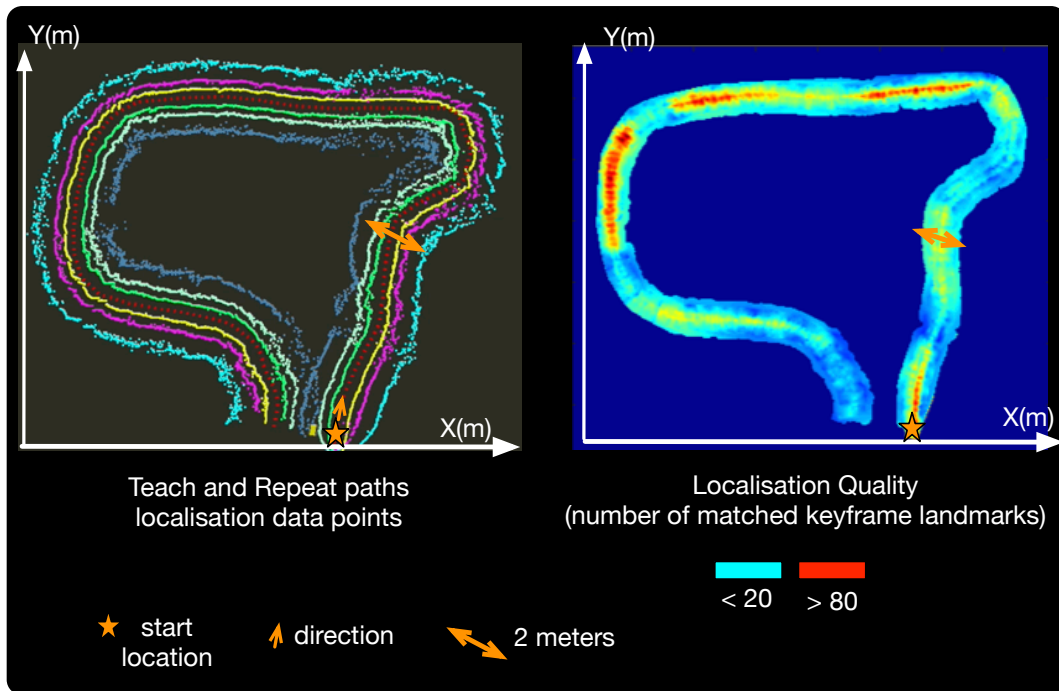 Y(m)
X(m)
Teach and Repeat paths
localisation data points
Y(m)
X(m)
Localisation Quality
(number of matched keyframe landmarks)
< 20
> 80
start
location
direction
2 meters